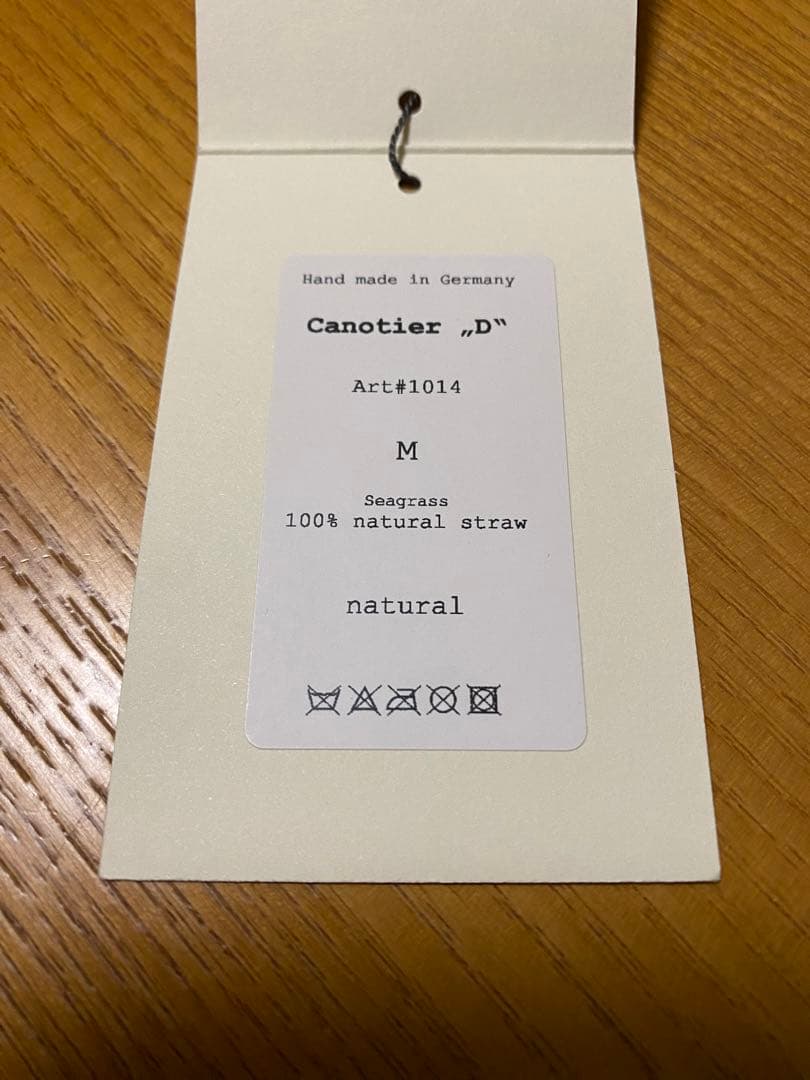 Hand made in Germany
Canotier „D‟
Art#1014
M
Seagrass
100% natural straw
natural